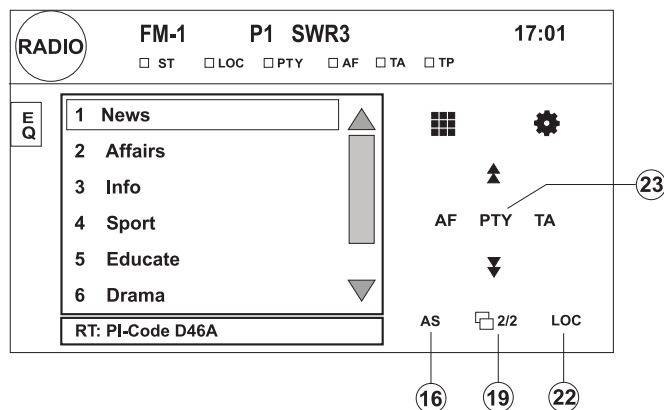 RADIO
FM-1 P1 SWR3 17:01
ST LOC PTY AF TA TP
EQ
1 News
2 Affairs
3 Info
4 Sport
5 Educate
6 Drama
RT: PI-Code D46A
23
AF PTY TA
AS 2/2 LOC
16 19 22